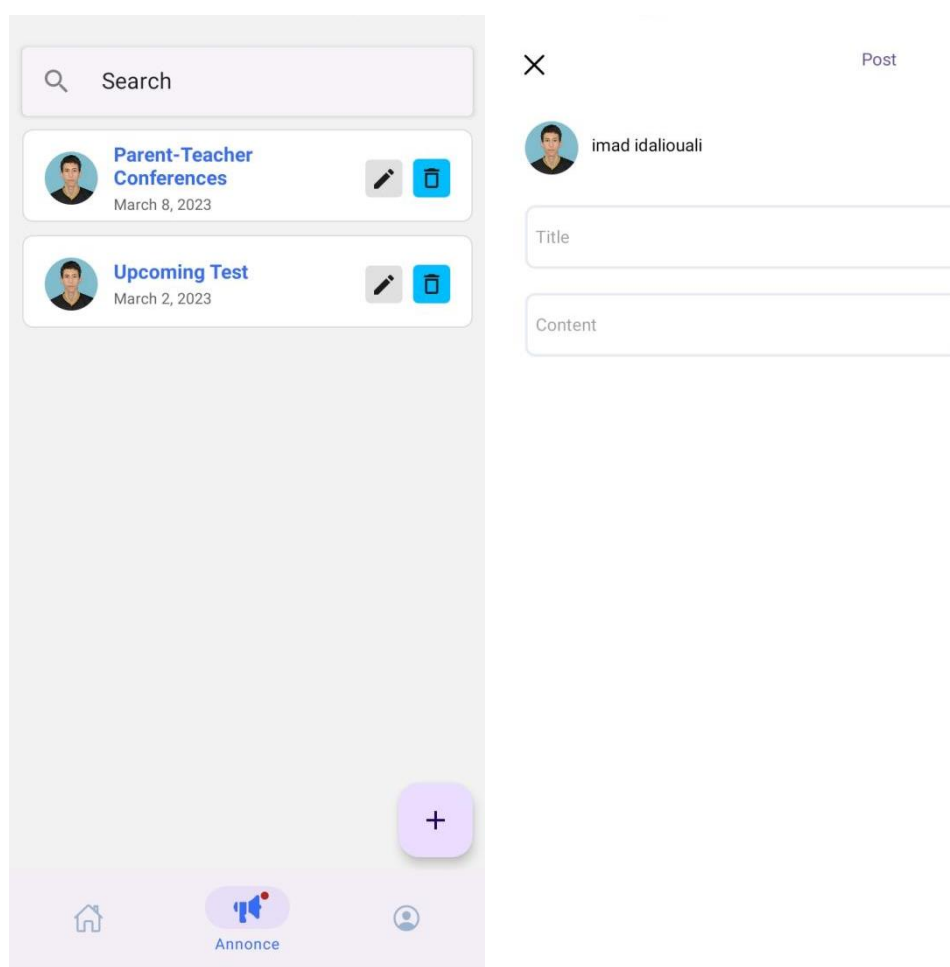 Search
Parent-Teacher
Conferences
March 8, 2023
Upcoming Test
March 2, 2023
Annonce
Post
imad idaliouali
Title
Content